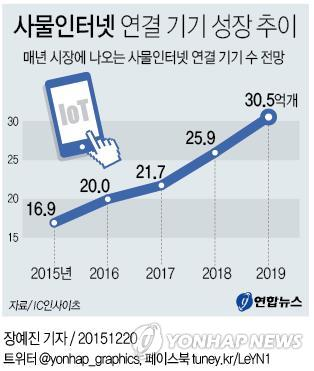 사물인터넷 연결 기기 성장 추이
매년 시장에 나오는 사물인터넷 연결 기기 수 전망
IoT
30.5억개
30
25.9
25
21.7
20.0
20
16.9
15
2015년 2016 2017 2018 2019
자료/ IC인사이츠
연합뉴스
장예진 기자 / 20151220
YONHAP NEWS
트위터 @yonhap_graphics, 페이스북 tuney.kr/LeYN1